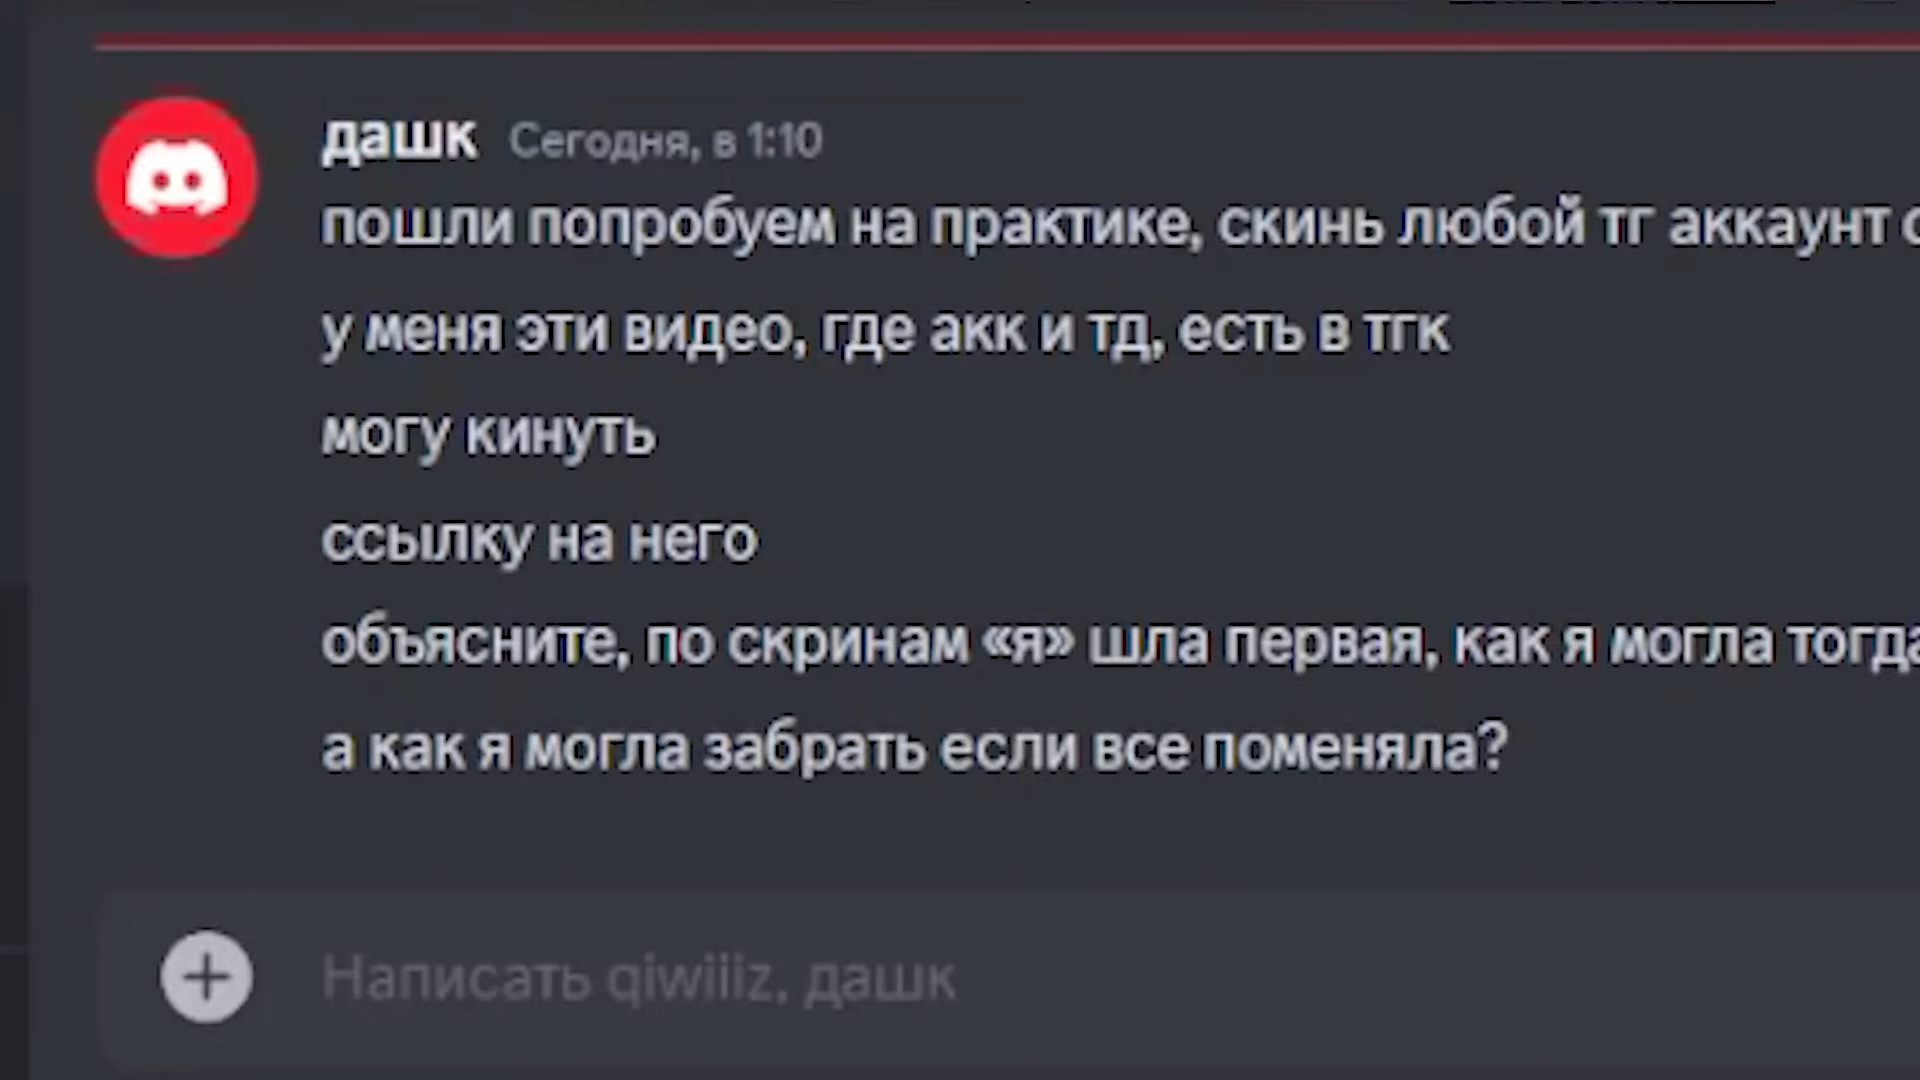 дашк Сегодня, в 1:10
пошли попробуем на практике, скинь любой тг аккаунт
у меня эти видео, где акк и тд, есть в тгк
могу кинуть
ссылку на него
объясните, по скринам «я» шла первая, как я могла тогда
а как я могла забрать если все поменяла?
Написать qiwiiiz, дашк